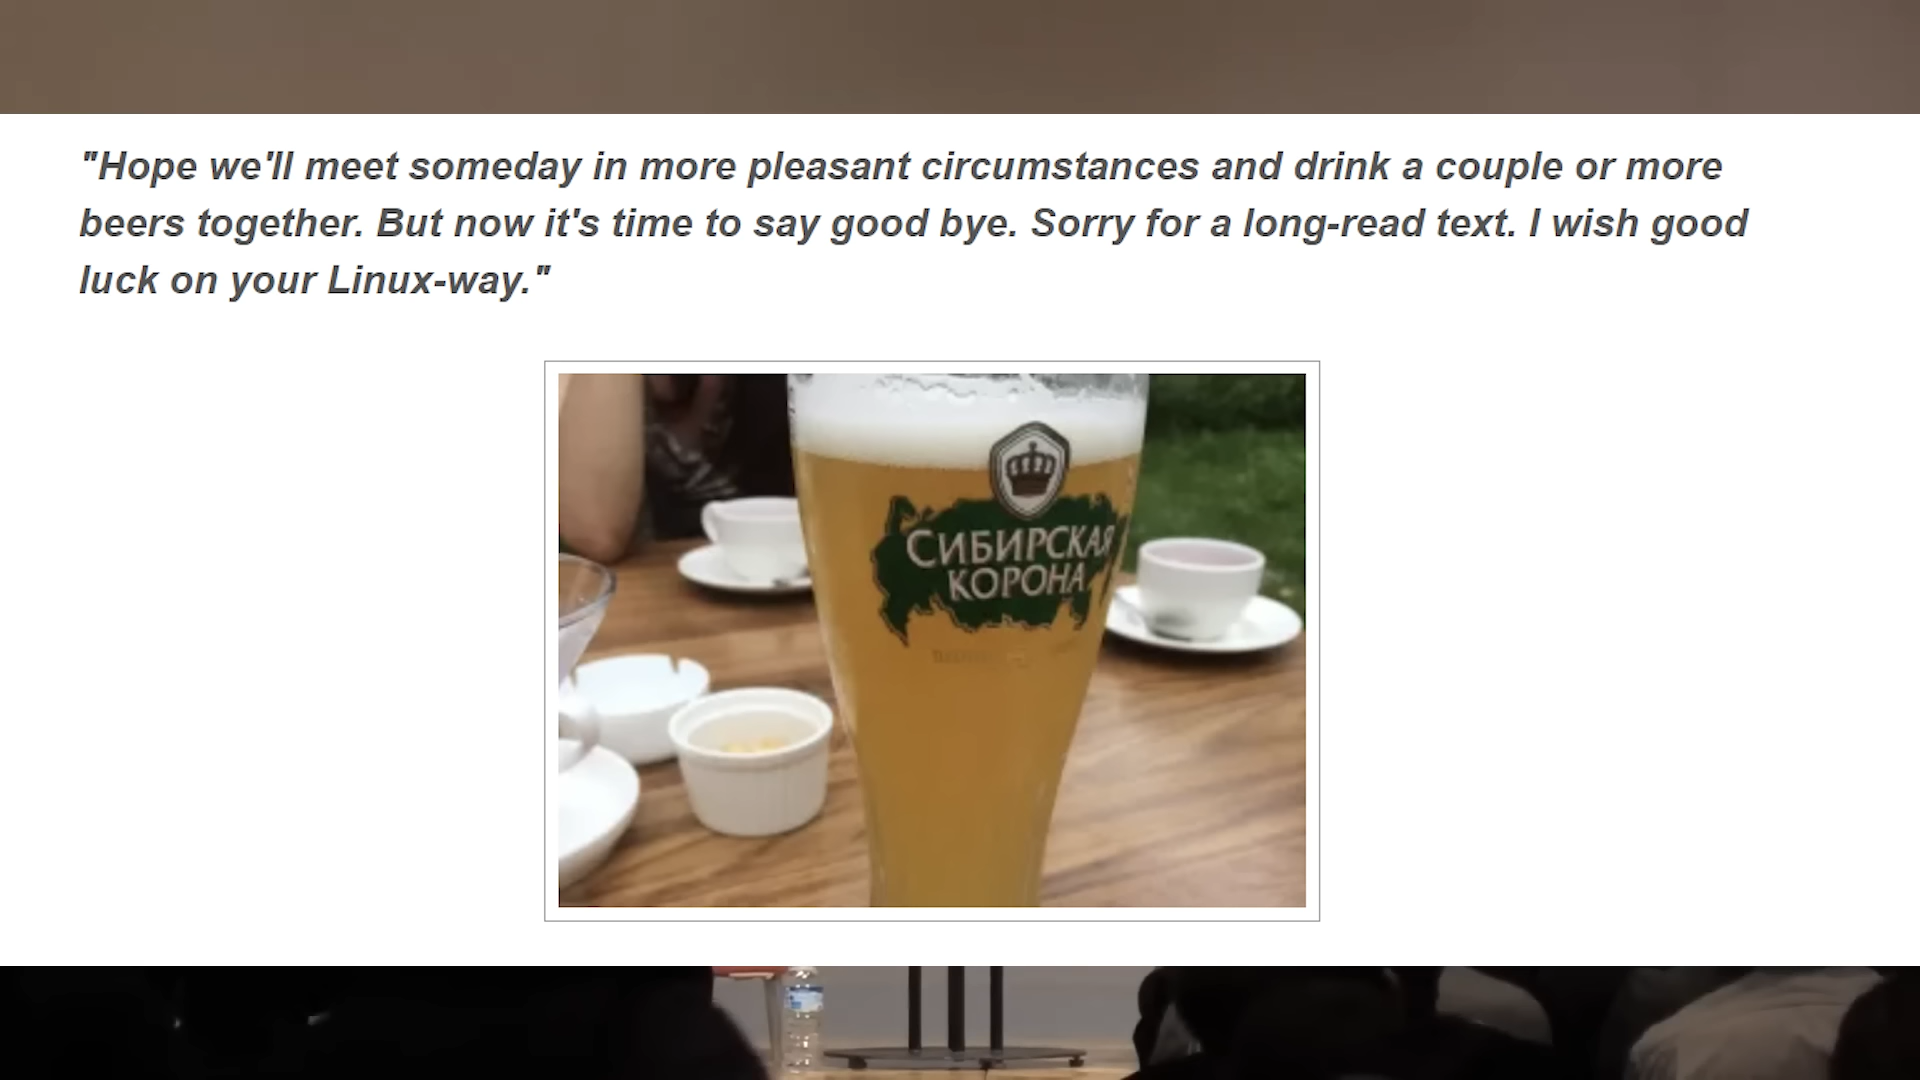 "Hope we'll meet someday in more pleasant circumstances and drink a couple or more
beers together. But now it's time to say good bye. Sorry for a long-read text. I wish good
luck on your Linux-way."
СИБИРСКАЯ
КОРОНА